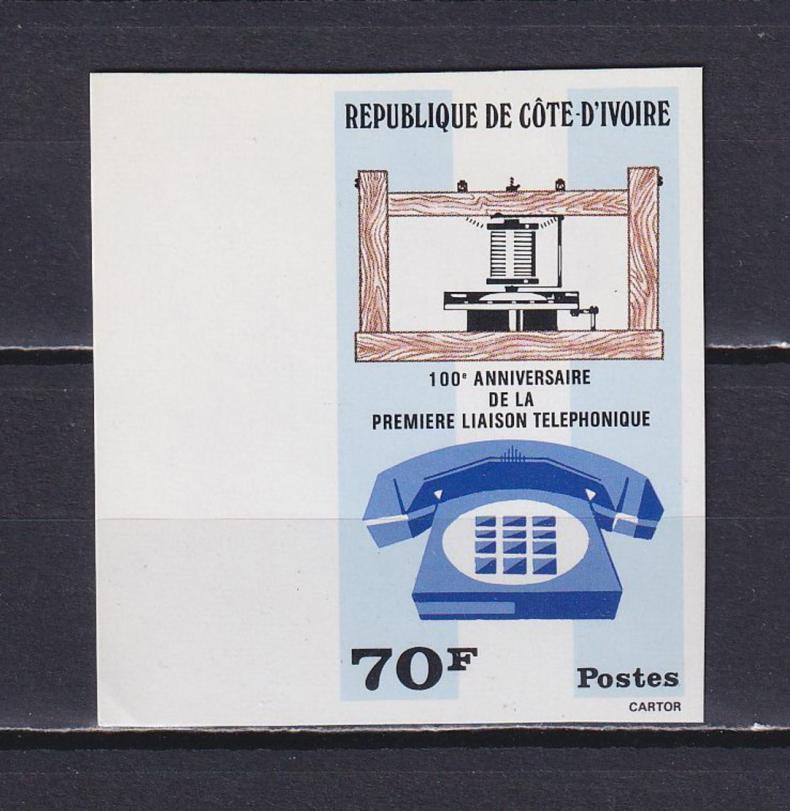 REPUBLIQUE DE CÔTE-D'IVOIRE
100e ANNIVERSAIRE
DE LA
PREMIERE LIAISON TELEPHONIQUE
70F
Postes
CARTOR